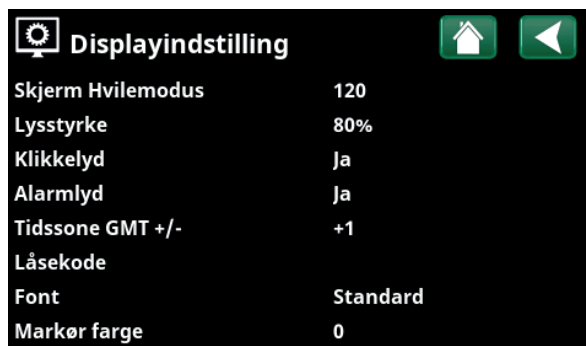 Displayindstilling
Skjerm Hvilemodus 120
Lysstyrke 80%
Klikkelyd Ja
Alarmlyd Ja
Tidssone GMT +/- +1
Låsekode
Font Standard
Markør farge 0